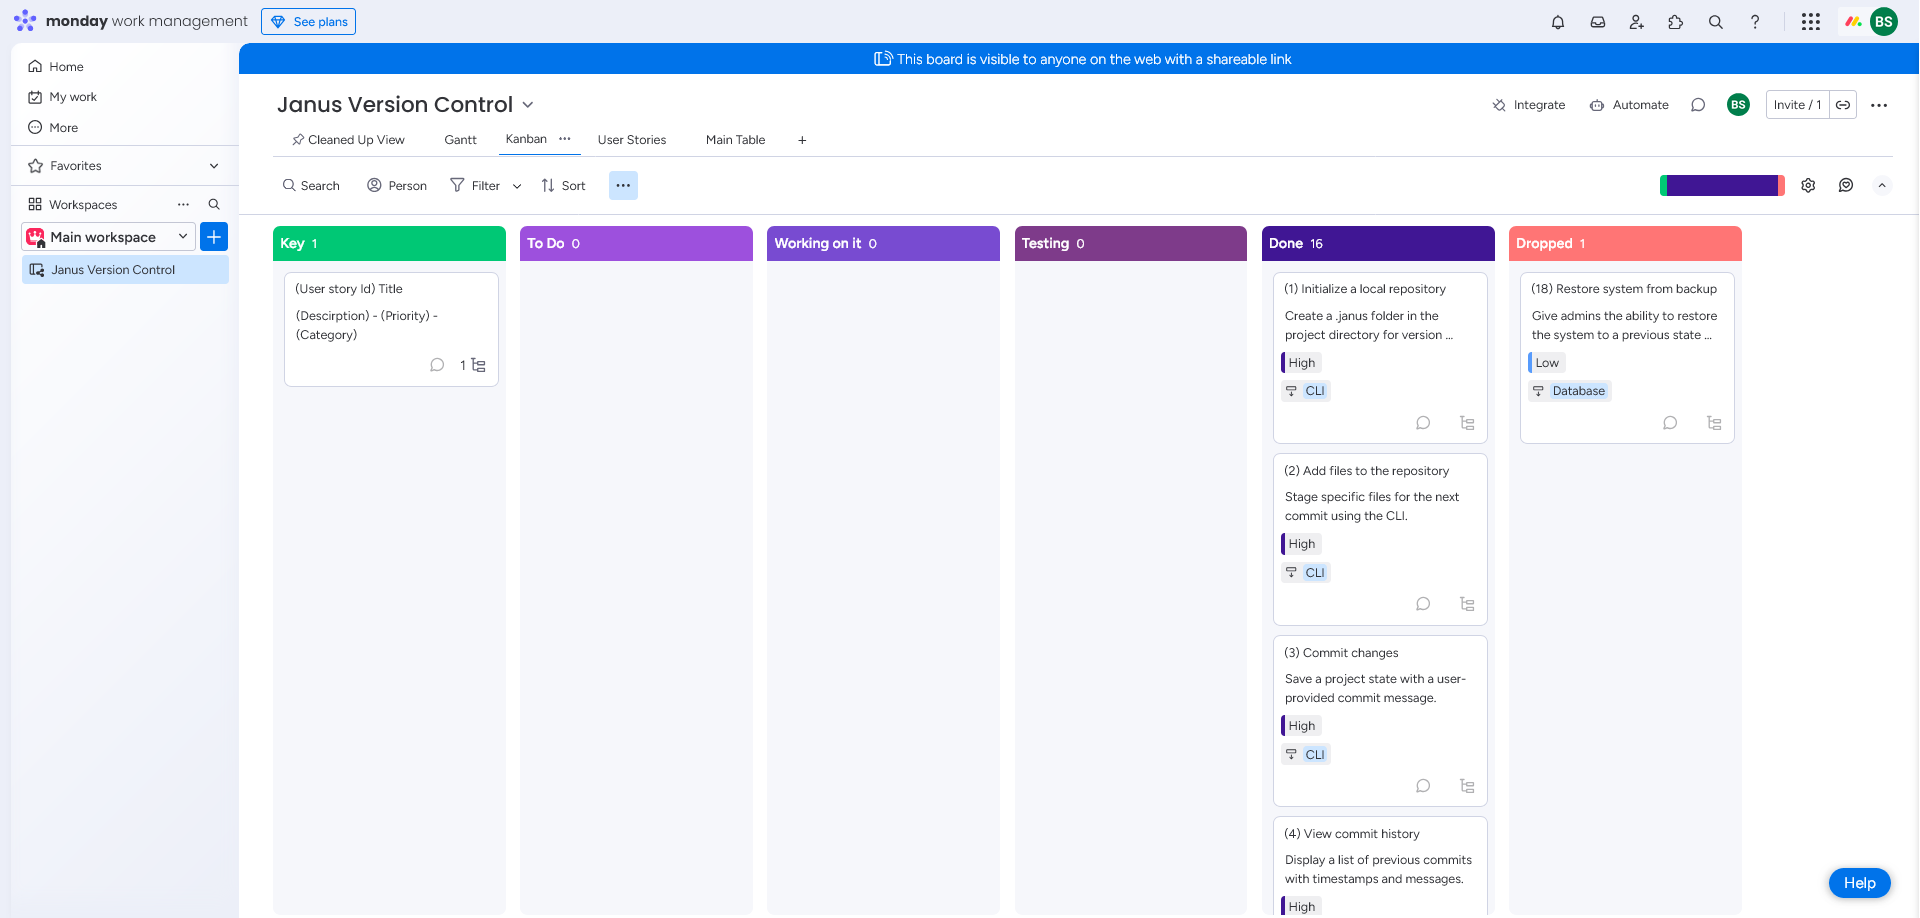 monday work management
See plans
BS
Home
My work
More
Favorites
Workspaces
Main workspace
Janus Version Control
This board is visible to anyone on the web with a shareable link
Janus Version Control
Integrate
Automate
BS
Invite / 1
Cleaned Up View
Gantt
Kanban
User Stories
Main Table
+
Search
Person
Filter
Sort
Key 1
(User story Id) Title
(Descirption) - (Priority) -
(Category)
1
To Do 0
Working on it 0
Testing 0
Done 16
(1) Initialize a local repository
Create a .janus folder in the
project directory for version ...
High
CLI
(2) Add files to the repository
Stage specific files for the next
commit using the CLI.
High
CLI
(3) Commit changes
Save a project state with a user-
provided commit message.
High
CLI
(4) View commit history
Display a list of previous commits
with timestamps and messages.
High
Dropped 1
(18) Restore system from backup
Give admins the ability to restore
the system to a previous state ...
Low
Database
Help